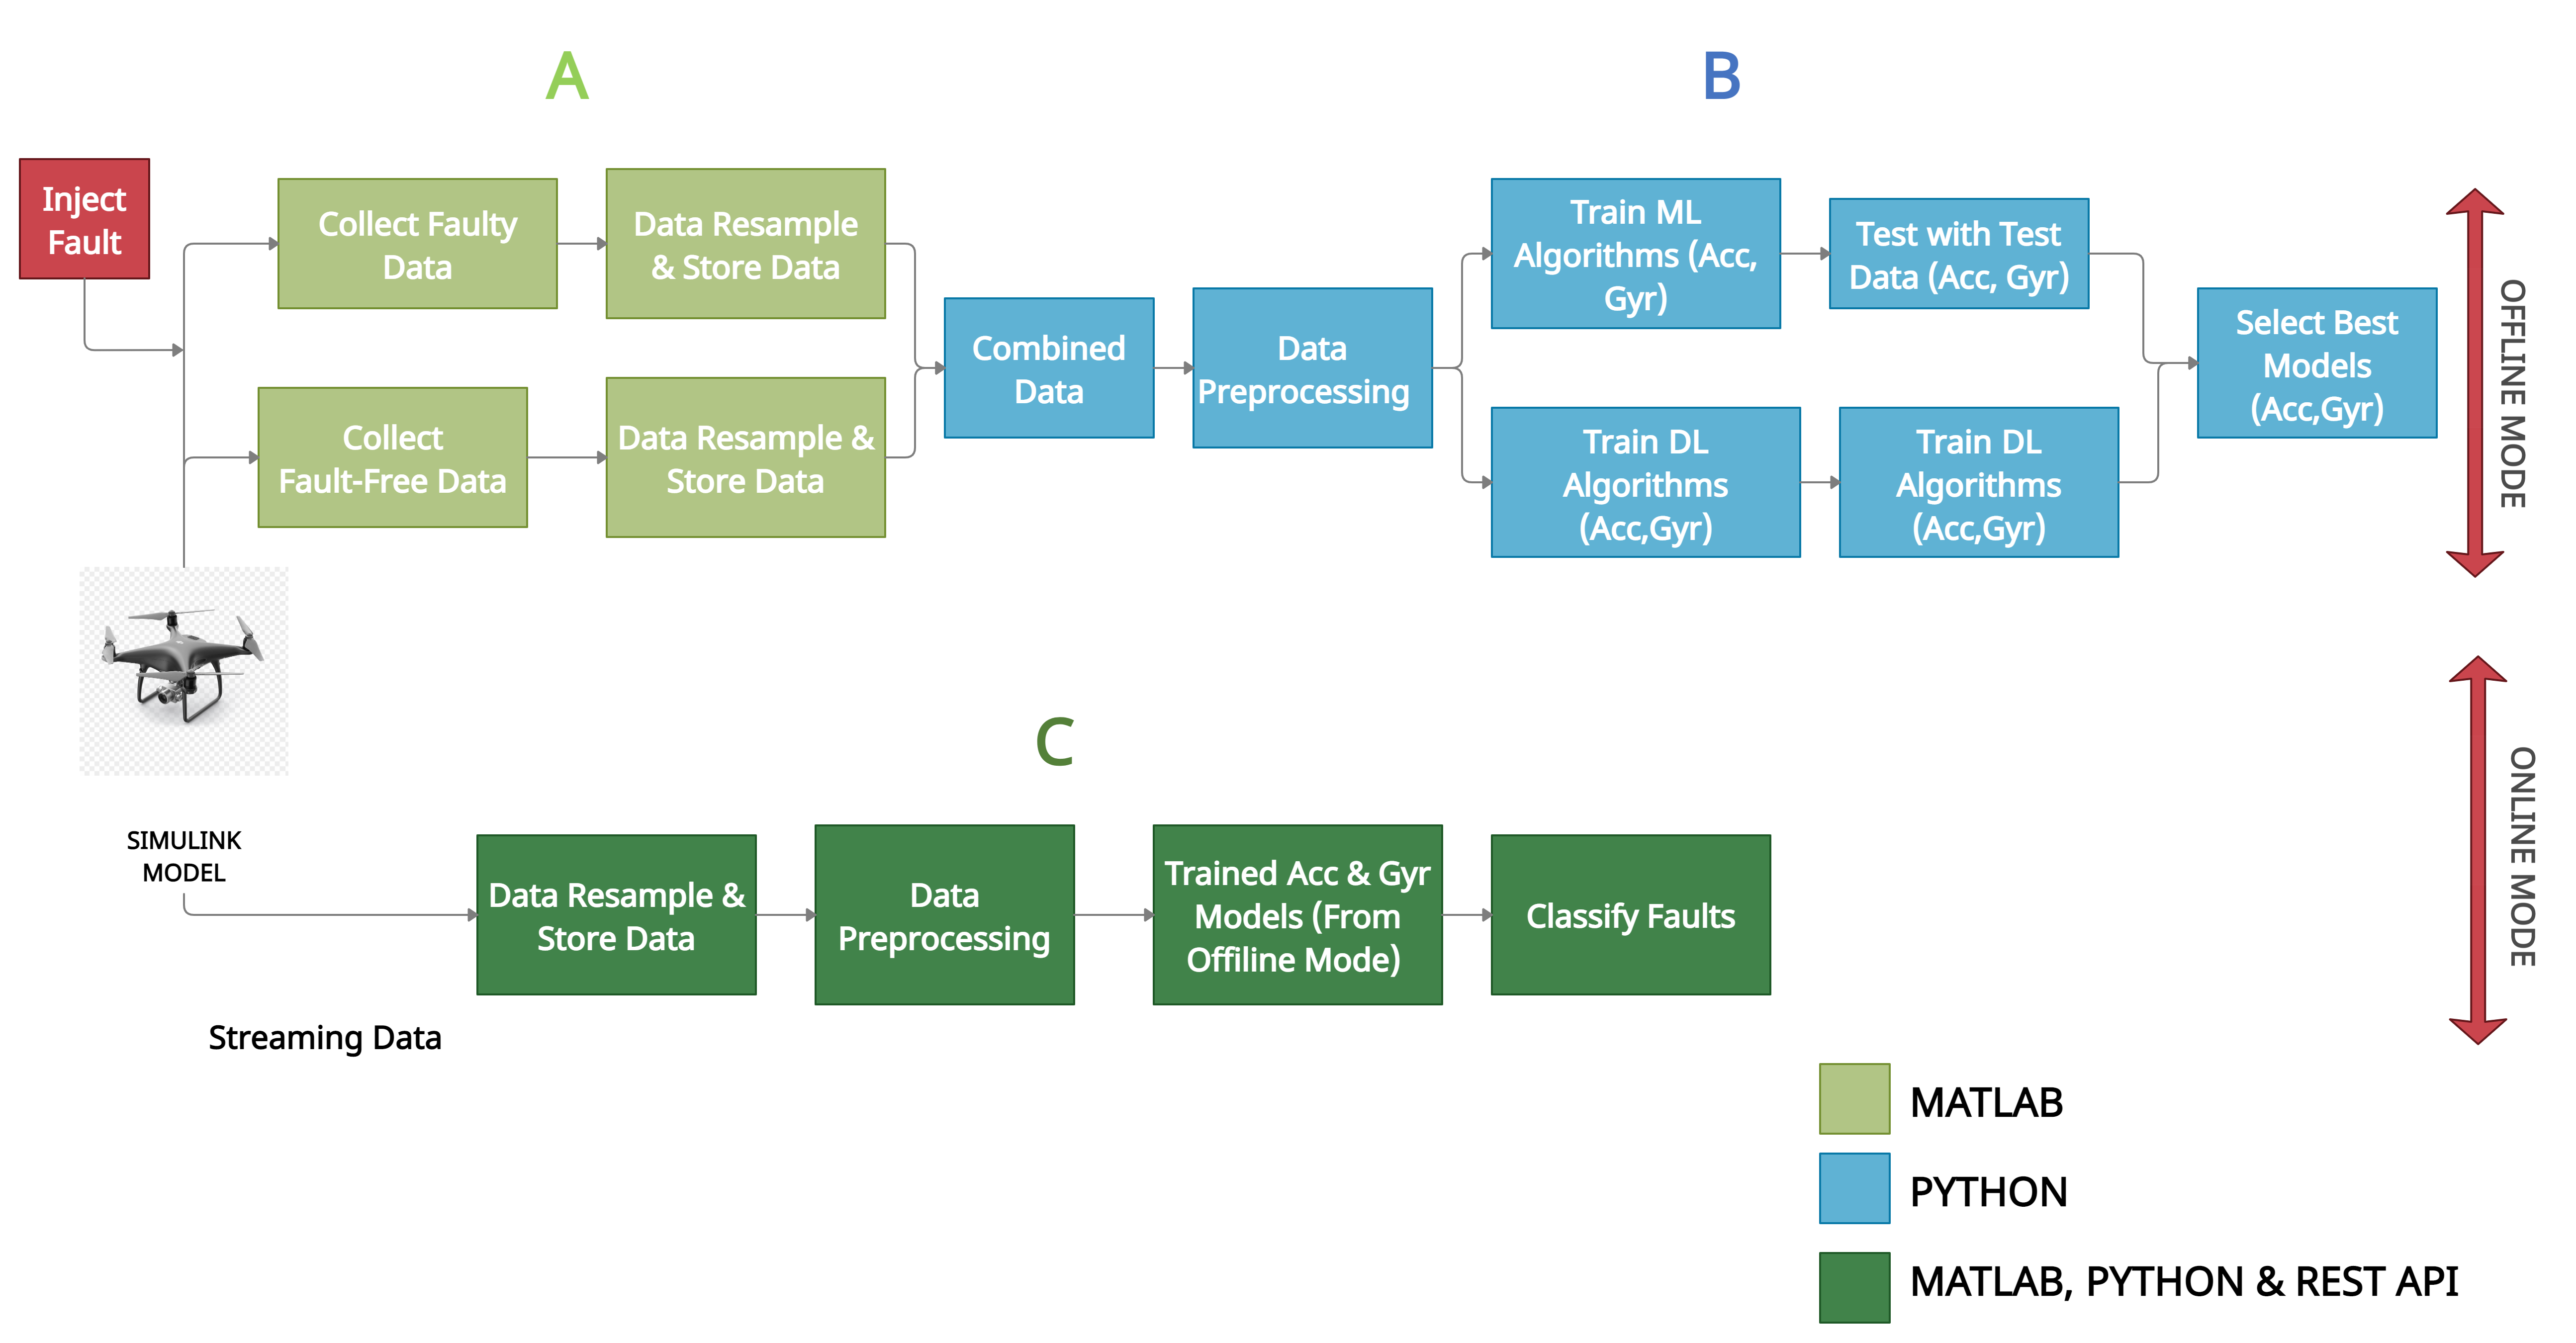 A
B
Inject
Fault
Collect Faulty
Data
Data Resample
& Store Data
Collect
Fault-Free Data
Data Resample &
Store Data
Combined
Data
Data
Preprocessing
Train ML
Algorithms (Acc,
Gyr)
Test with Test
Data (Acc, Gyr)
Train DL
Algorithms
(Acc,Gyr)
Train DL
Algorithms
(Acc,Gyr)
Select Best
Models
(Acc,Gyr)
OFFLINE MODE
C
SIMULINK
MODEL
Data Resample &
Store Data
Data
Preprocessing
Trained Acc & Gyr
Models (From
Offiline Mode)
Classify Faults
ONLINE MODE
Streaming Data
MATLAB
PYTHON
MATLAB, PYTHON & REST API